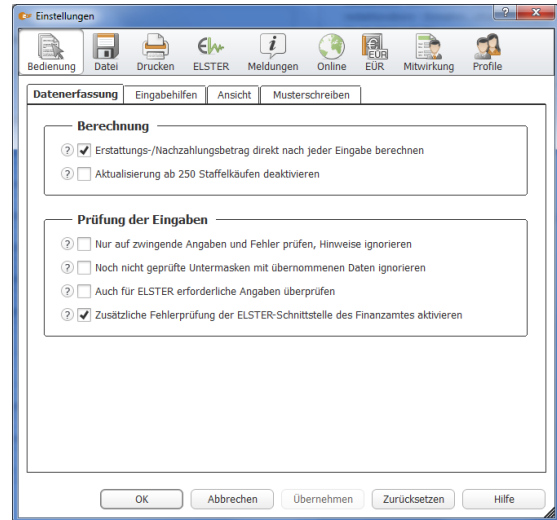 Einstellungen
Bedienung Datei Drucken ELSTER Meldungen Online EÜR Mitwirkung Profile
Datenerfassung Eingabehilfen Ansicht Musterschreiben
Berechnung
Erstattungs-/Nachzahlungsbetrag direkt nach jeder Eingabe berechnen
Aktualisierung ab 250 Staffelkäufen deaktivieren
Prüfung der Eingaben
Nur auf zwingende Angaben und Fehler prüfen, Hinweise ignorieren
Noch nicht geprüfte Untermasken mit übernommenen Daten ignorieren
Auch für ELSTER erforderliche Angaben überprüfen
Zusätzliche Fehlerprüfung der ELSTER-Schnittstelle des Finanzamtes aktivieren
OK Abbrechen Übernehmen Zurücksetzen Hilfe